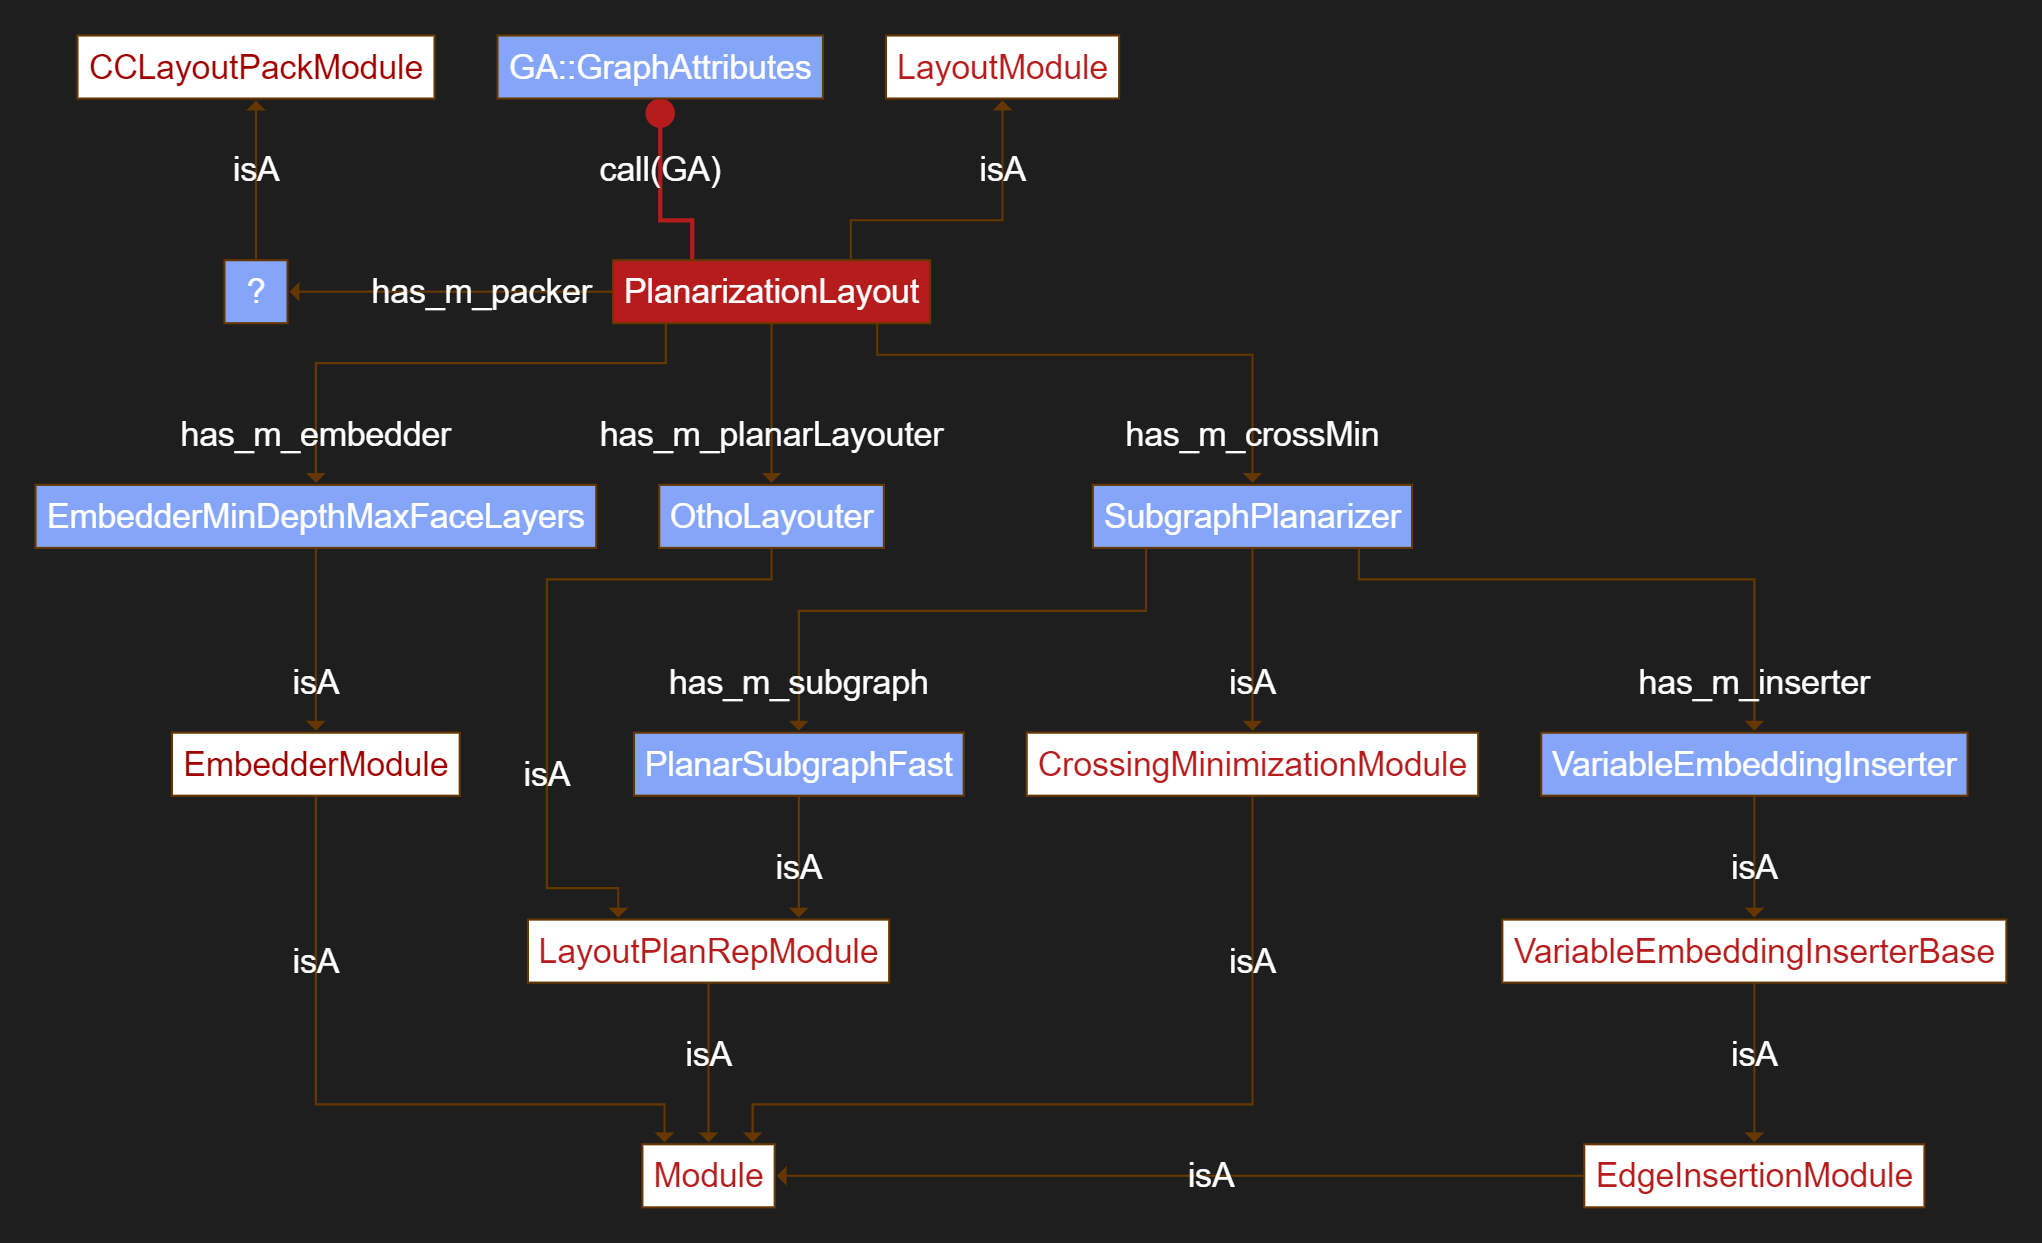 CCLayoutPackModule
GA::GraphAttributes
LayoutModule
isA
call(GA)
isA
?
has_m_packer
PlanarizationLayout
has_m_embedder
has_m_planarLayouter
has_m_crossMin
EmbedderMinDepthMaxFaceLayers
OthoLayouter
SubgraphPlanarizer
isA
has_m_subgraph
isA
has_m_inserter
EmbedderModule
isA
PlanarSubgraphFast
CrossingMinimizationModule
VariableEmbeddingInserter
isA
isA
LayoutPlanRepModule
VariableEmbeddingInserterBase
isA
isA
isA
isA
Module
isA
EdgeInsertionModule